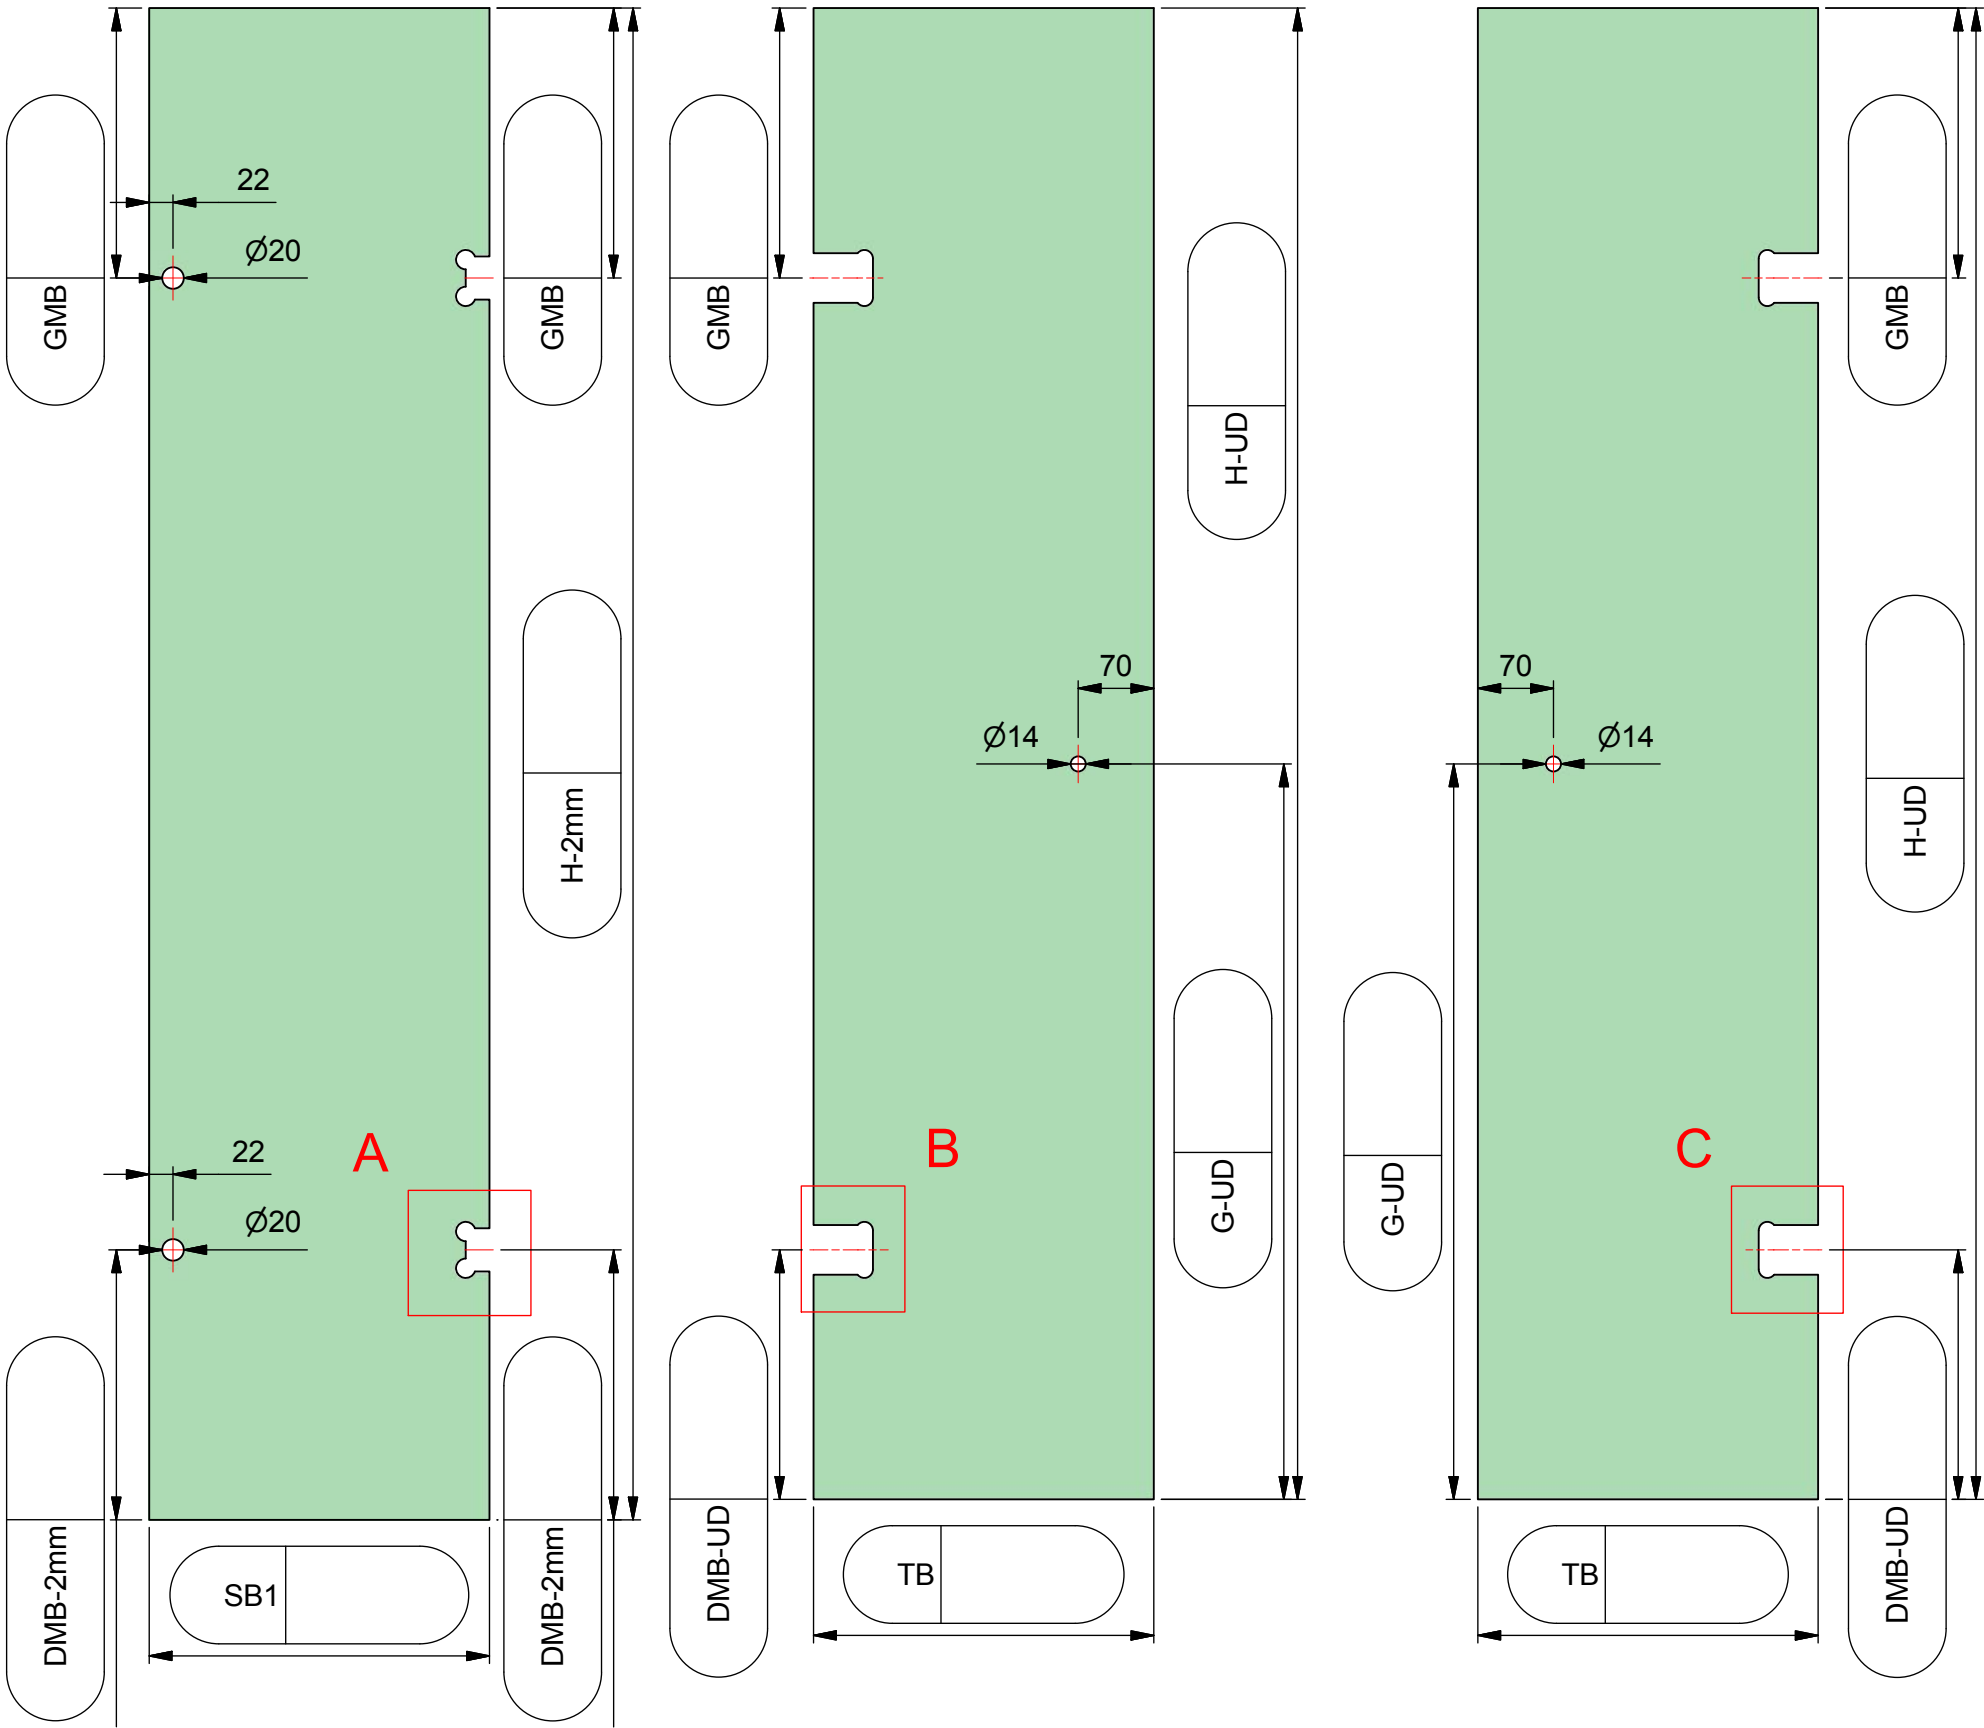 22
Ø20
GMB
GMB
GMB
GMB
H-UD
70
Ø14
70
Ø14
H-2mm
H-UD
22
Ø20
A
B
C
G-UD
G-UD
DMB-2mm
SB1
DMB-2mm
DMB-UD
TB
TB
DMB-UD